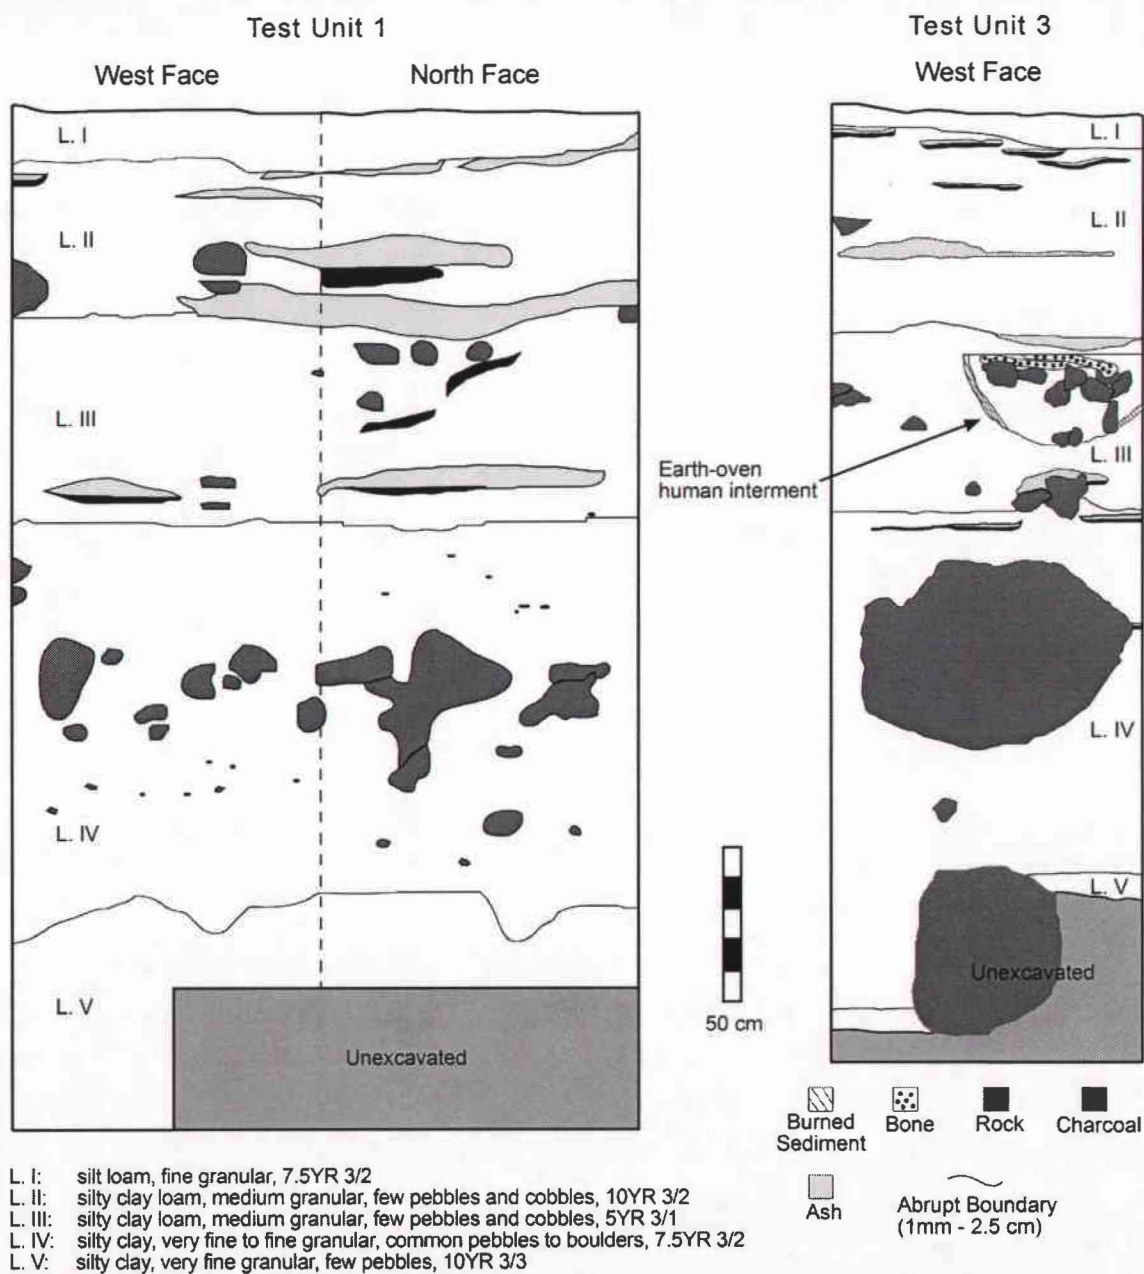 Test Unit 1
West Face
North Face
L. I
L. II
L. III
L. IV
L. V
Unexcavated
Test Unit 3
West Face
L. I
L. II
L. III
L. IV
L. V
Unexcavated
Earth-oven
human interment
50 cm
Burned
Sediment
Bone
Rock
Charcoal
Ash
Abrupt Boundary
(1mm - 2.5 cm)
L. I: silt loam, fine granular, 7.5YR 3/2
L. II: silty clay loam, medium granular, few pebbles and cobbles, 10YR 3/2
L. III: silty clay loam, medium granular, few pebbles and cobbles, 5YR 3/1
L. IV: silty clay, very fine to fine granular, common pebbles to boulders, 7.5YR 3/2
L. V: silty clay, very fine granular, few pebbles, 10YR 3/3